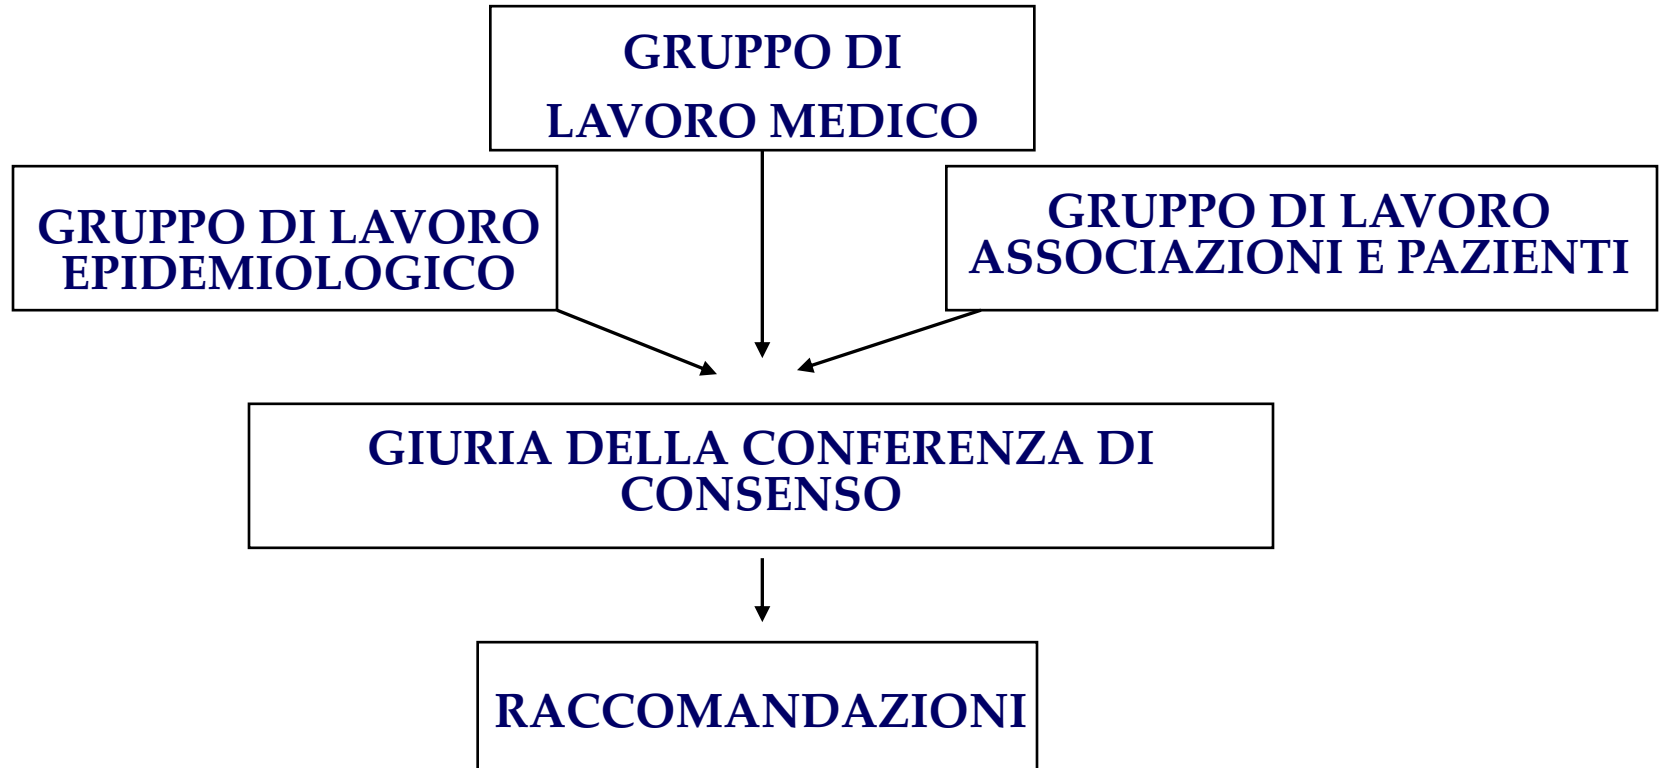 GRUPPO DI
LAVORO MEDICO
GRUPPO DI LAVORO
EPIDEMIOLOGICO
GRUPPO DI LAVORO
ASSOCIAZIONI E PAZIENTI
GIURIA DELLA CONFERENZA DI
CONSENSO
RACCOMANDAZIONI